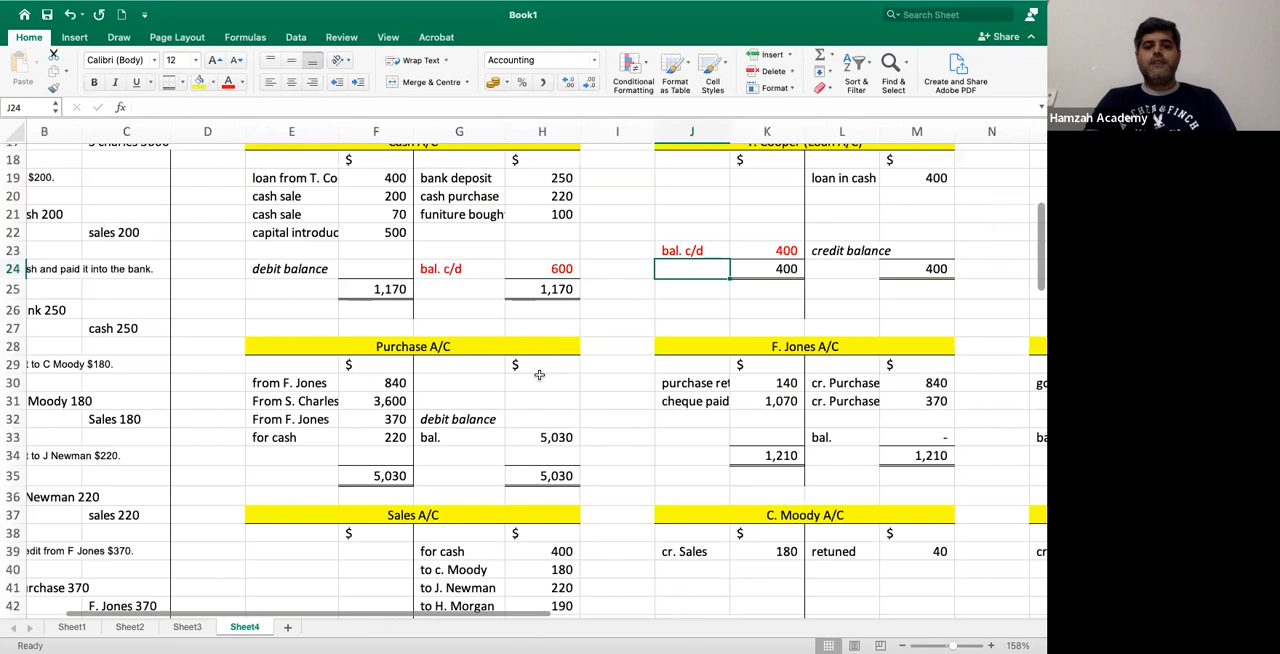 Book1
Search Sheet
Home Insert Draw Page Layout Formulas Data Review View Acrobat
Share
Paste
Calibri (Body) 12
Wrap Text
Accounting
Insert
B I U
Merge & Centre
Delete
Format
Conditional Formatting
Format as Table
Cell Styles
Sort & Filter
Find & Select
Create and Share Adobe PDF
Hamzah Academy
J24 fx
B C D E F G H I J K L M N
Cash A/C T. Cooper (Loan A/C)
18 $ $ $ $
19 $200. loan from T. Co 400 bank deposit 250 loan in cash 400
20 cash sale 200 cash purchase 220
21 sh 200 cash sale 70 funiture bough 100
22 sales 200 capital introduc 500
23 bal. c/d 400 credit balance
24 sh and paid it into the bank. debit balance bal. c/d 600 400 400
25 1,170 1,170
26 nk 250
27 cash 250
28 Purchase A/C F. Jones A/C
29 t to C Moody $180. $ $ $ $
30 from F. Jones 840 purchase ret 140 cr. Purchase 840
31 Moody 180 From S. Charles 3,600 cheque paid 1,070 cr. Purchase 370
32 Sales 180 From F. Jones 370 debit balance
33 for cash 220 bal. 5,030 bal. -
34 t to J Newman $220. 1,210 1,210
35 5,030 5,030
36 Newman 220
37 sales 220 Sales A/C C. Moody A/C
38 $ $ $ $
39 edit from F Jones $370. for cash 400 cr. Sales 180 retuned 40
40 to c. Moody 180
41 rchase 370 to J. Newman 220
42 F. Jones 370 to H. Morgan 190
Sheet1 Sheet2 Sheet3 Sheet4 +
Ready 158%